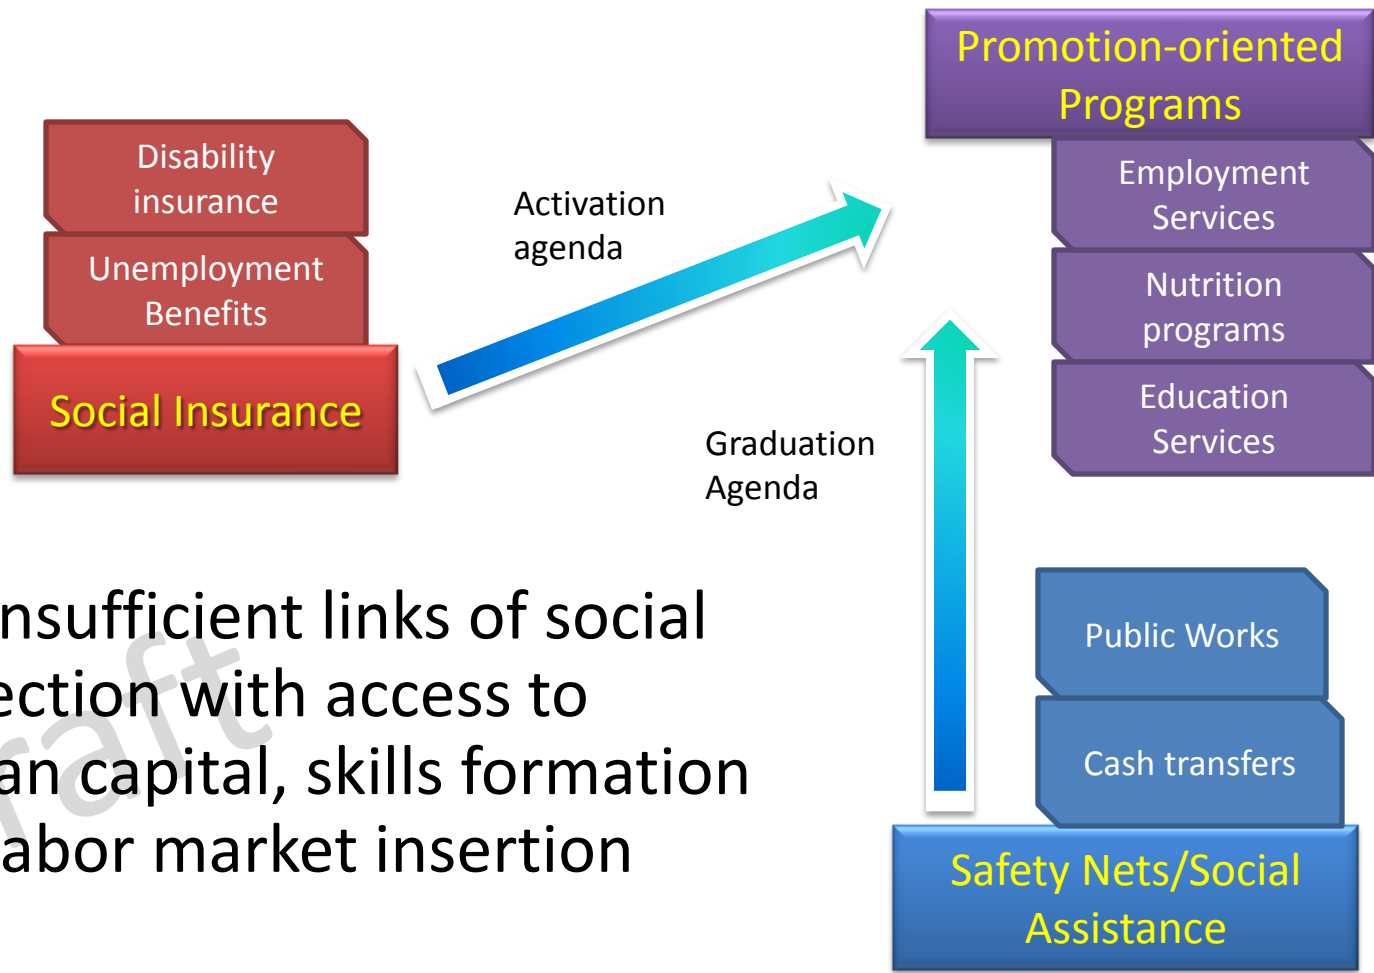 Promotion-oriented
Programs
Disability
insurance
Unemployment
Benefits
Social Insurance
Activation
agenda
Employment
Services
Nutrition
programs
Education
Services
Graduation
Agenda
nsufficient links of social
ection with access to
an capital, skills formation
abor market insertion
raft
Public Works
Cash transfers
Safety Nets/Social
Assistance